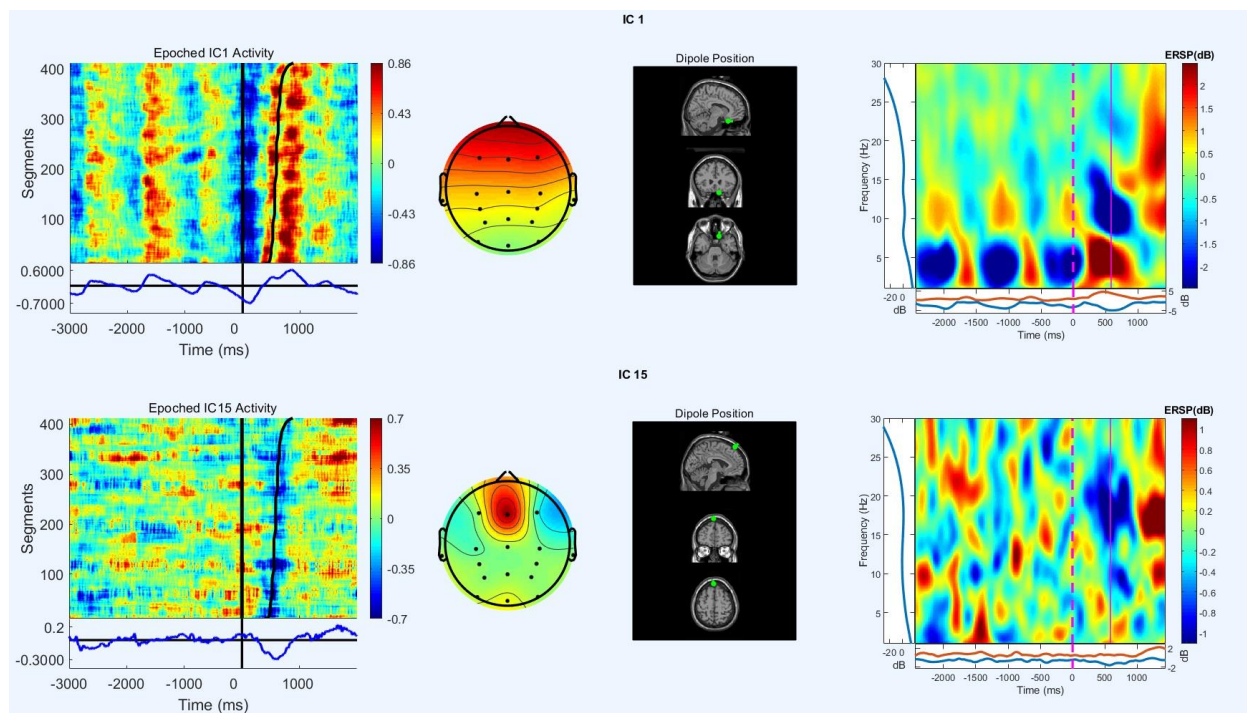 IC 1
Epoched IC1 Activity
Segments
400
300
200
100
0.86
0.43
0
-0.43
-0.86
0.6000
-0.7000
-3000 -2000 -1000 0 1000
Time (ms)
Dipole Position
ERSP(dB)
Frequency (Hz)
30
25
20
15
10
5
2
1.5
1
0.5
0
-0.5
-1
-1.5
-2
-20 0
dB
5
-5
dB
-2000 -1500 -1000 -500 0 500 1000
Time (ms)
IC 15
Epoched IC15 Activity
Segments
400
300
200
100
0.7
0.35
0
-0.35
-0.7
0.2
-0.3000
-3000 -2000 -1000 0 1000
Time (ms)
Dipole Position
ERSP(dB)
Frequency (Hz)
30
25
20
15
10
5
1
0.8
0.6
0.4
0.2
0
-0.2
-0.4
-0.6
-0.8
-1
-20 0
dB
2
-2
dB
-2000 -1500 -1000 -500 0 500 1000
Time (ms)